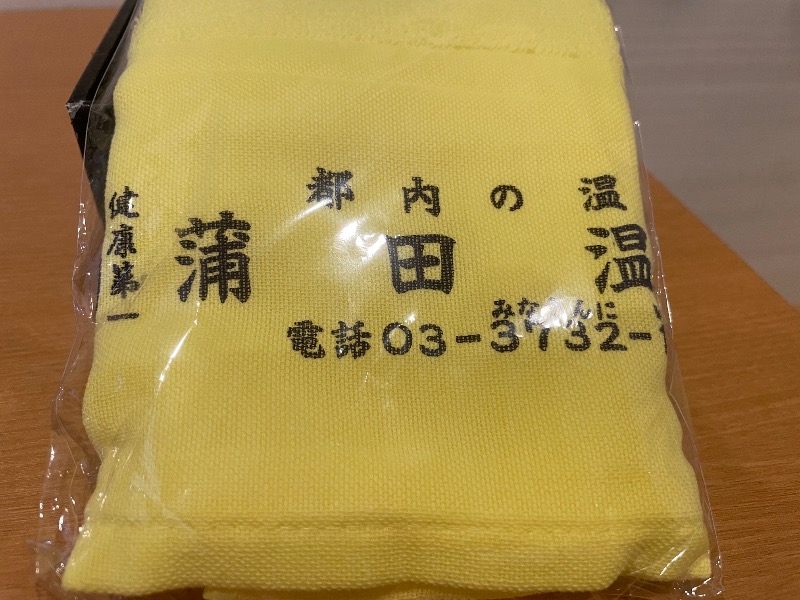 健康第一
都内の温
蒲田温
みなさんに
電話03-3732-